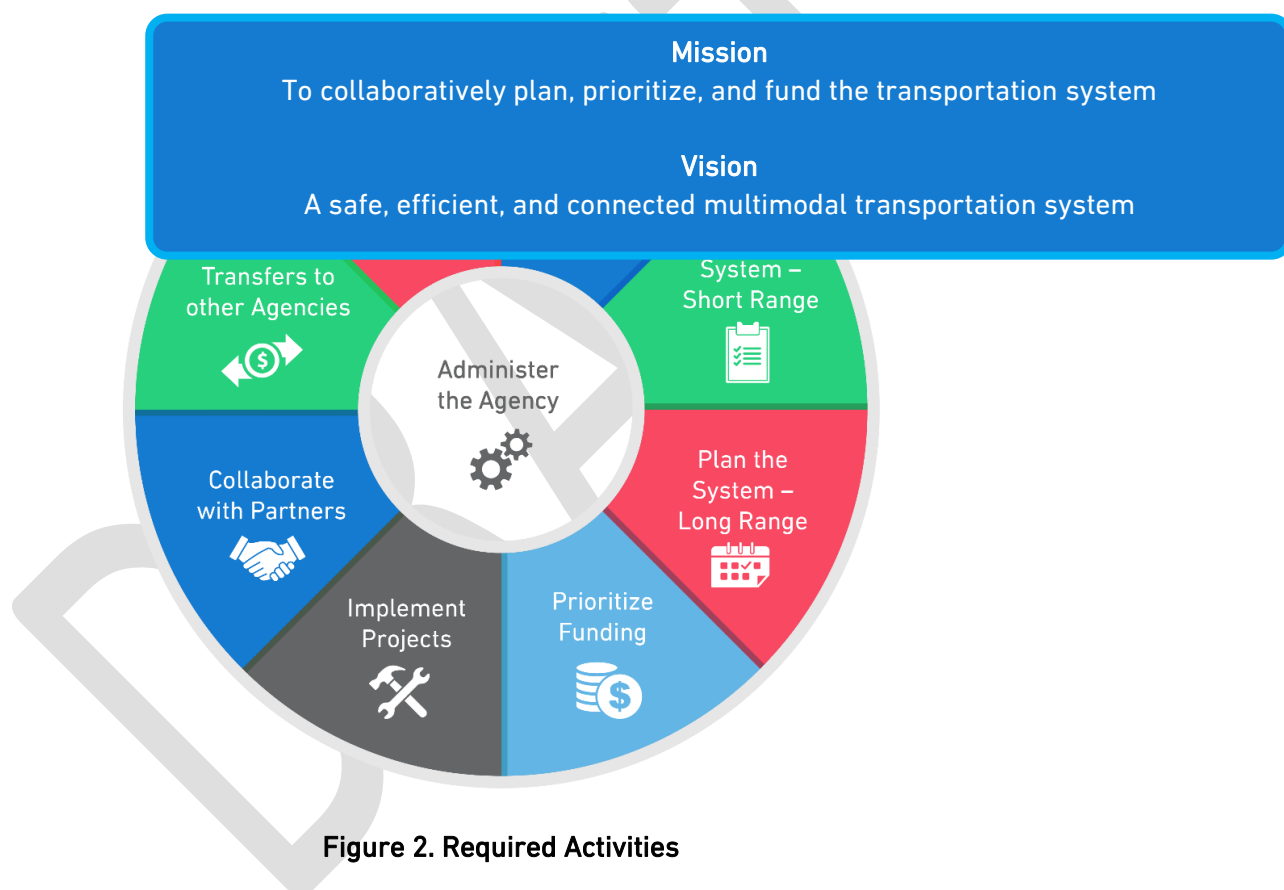 Mission
To collaboratively plan, prioritize, and fund the transportation system
Vision
A safe, efficient, and connected multimodal transportation system
Transfers to
other Agencies
System –
Short Range
Administer
the Agency
Plan the
System –
Long Range
Collaborate
with Partners
Implement
Projects
Prioritize
Funding
Figure 2. Required Activities